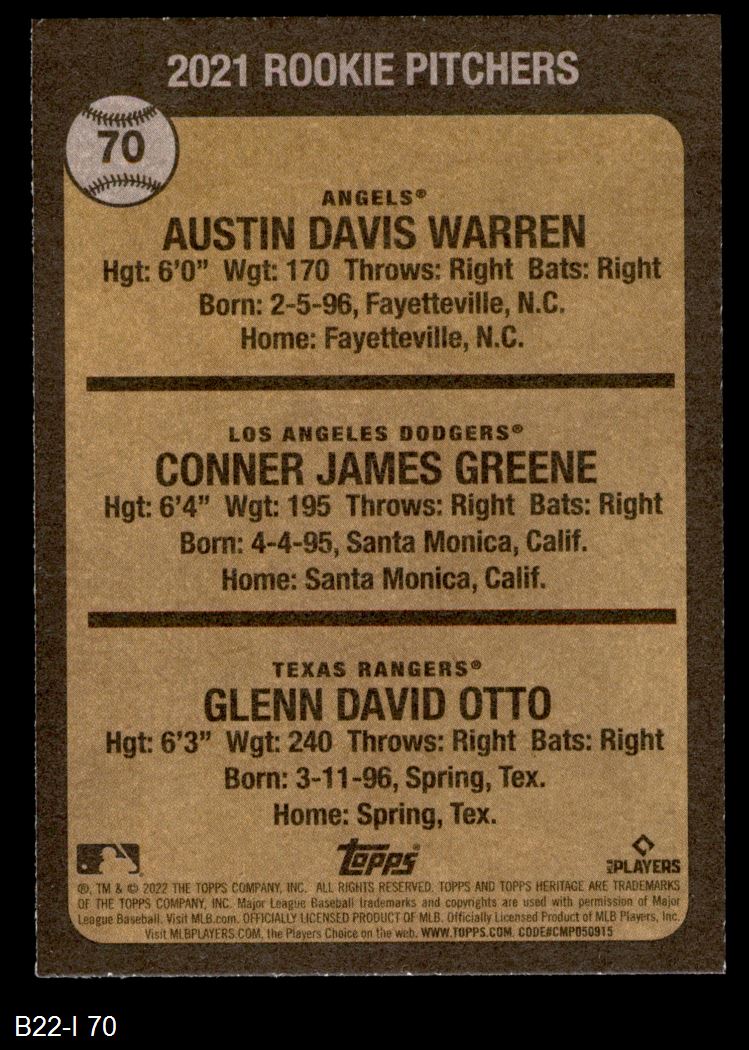 2021 ROOKIE PITCHERS
70
ANGELS®
AUSTIN DAVIS WARREN
Hgt: 6'0" Wgt: 170 Throws: Right Bats: Right
Born: 2-5-96, Fayetteville, N.C.
Home: Fayetteville, N.C.
LOS ANGELES DODGERS®
CONNER JAMES GREENE
Hgt: 6'4" Wgt: 195 Throws: Right Bats: Right
Born: 4-4-95, Santa Monica, Calif.
Home: Santa Monica, Calif.
TEXAS RANGERS®
GLENN DAVID OTTO
Hgt: 6'3" Wgt: 240 Throws: Right Bats: Right
Born: 3-11-96, Spring, Tex.
Home: Spring, Tex.
topps® PLAYERS
®, TM & © 2022 THE TOPPS COMPANY, INC. ALL RIGHTS RESERVED. TOPPS AND TOPPS HERITAGE ARE TRADEMARKS
OF THE TOPPS COMPANY, INC. Major League Baseball trademarks and copyrights are used with permission of Major
League Baseball. Visit MLB.com. OFFICIALLY LICENSED PRODUCT OF MLB. Officially Licensed Product of MLB Players, Inc.
Visit MLBPLAYERS.COM, the Players Choice on the web. WWW.TOPPS.COM. CODE#CMP050915
B22-I 70